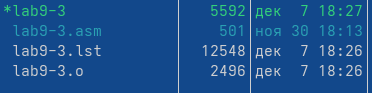 *lab9-3 5592 дек 7 18:27
lab9-3.asm 501 ноя 30 18:13
lab9-3.lst 12548 дек 7 18:26
lab9-3.o 2496 дек 7 18:26